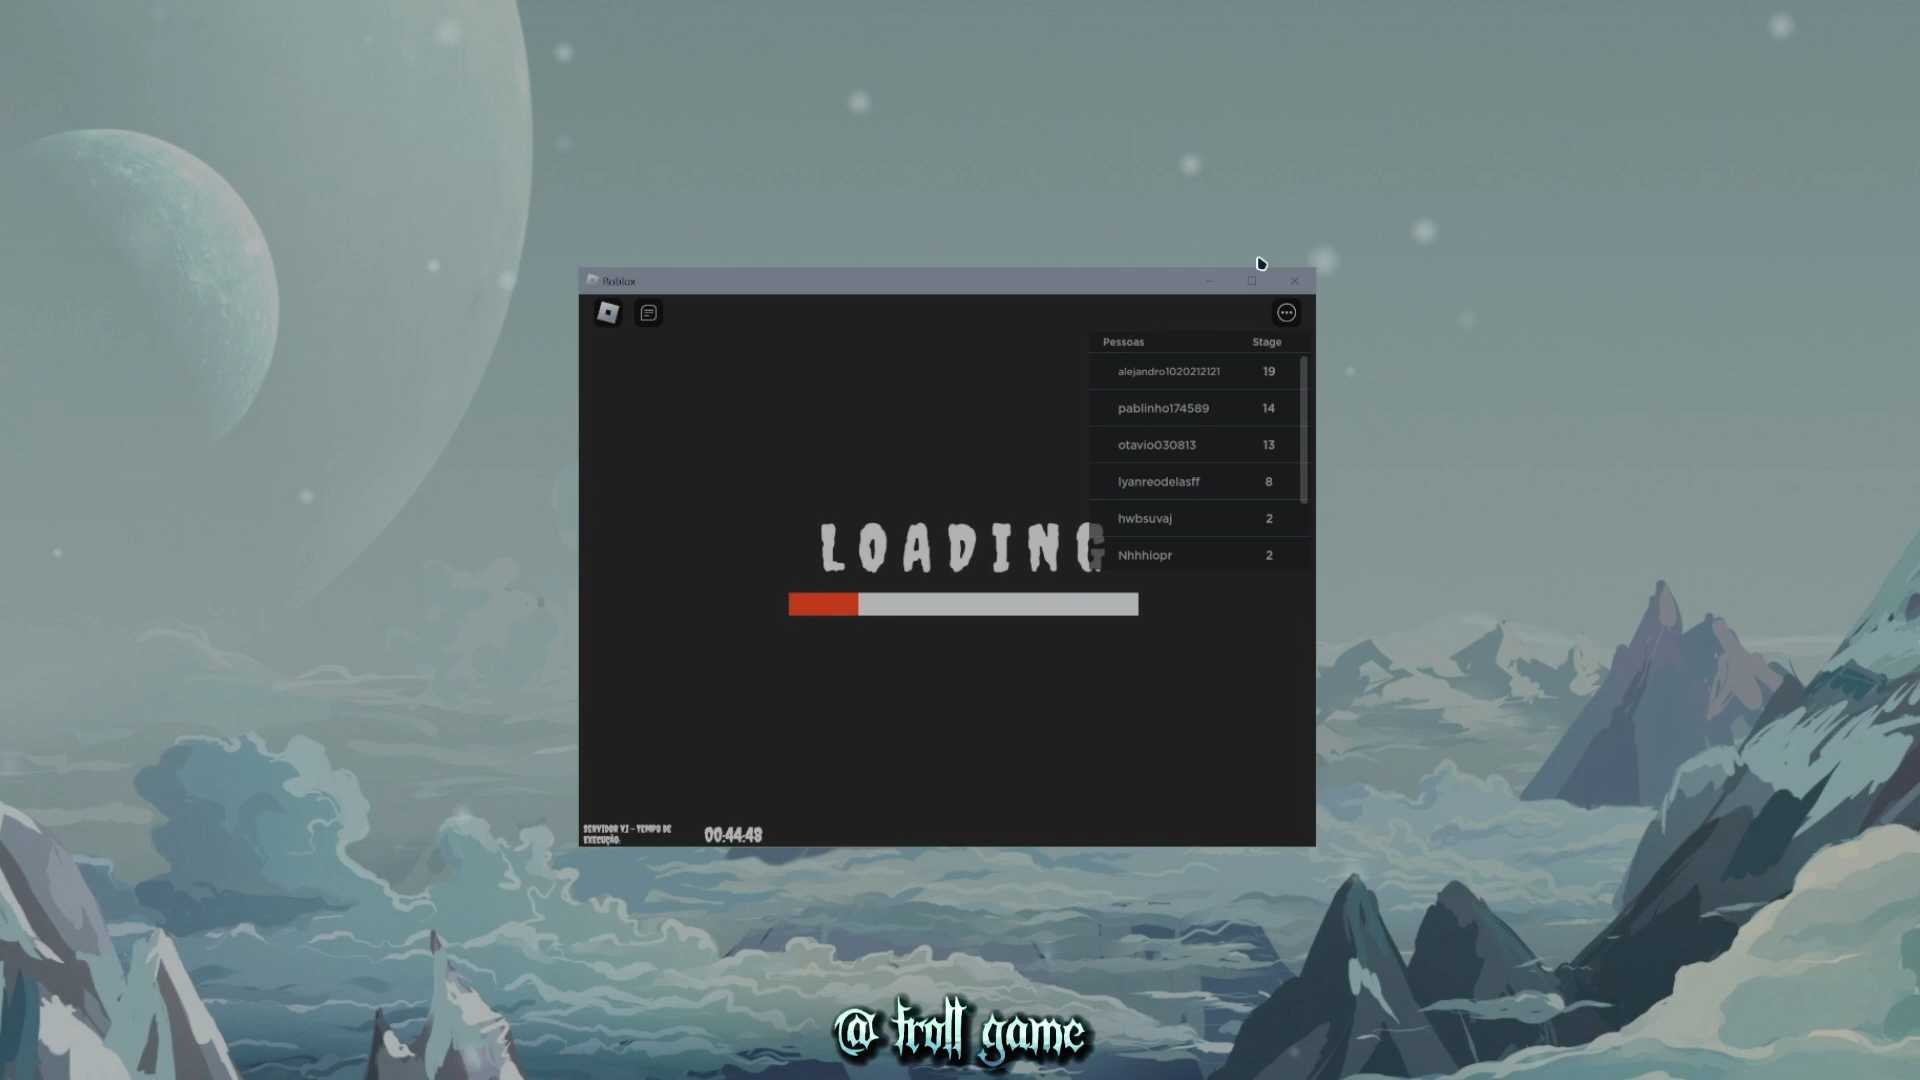 Roblox
Pessoas Stage
alejandro1020212121 19
pablinho174589 14
otavio030813 13
lyanreodelasff 8
hwbsuvaj 2
Nhhhiopr 2
LOADING
SERVIDOR V.1 - TEMPO DE
EXECUÇÃO:
00:44:48
@ troll game